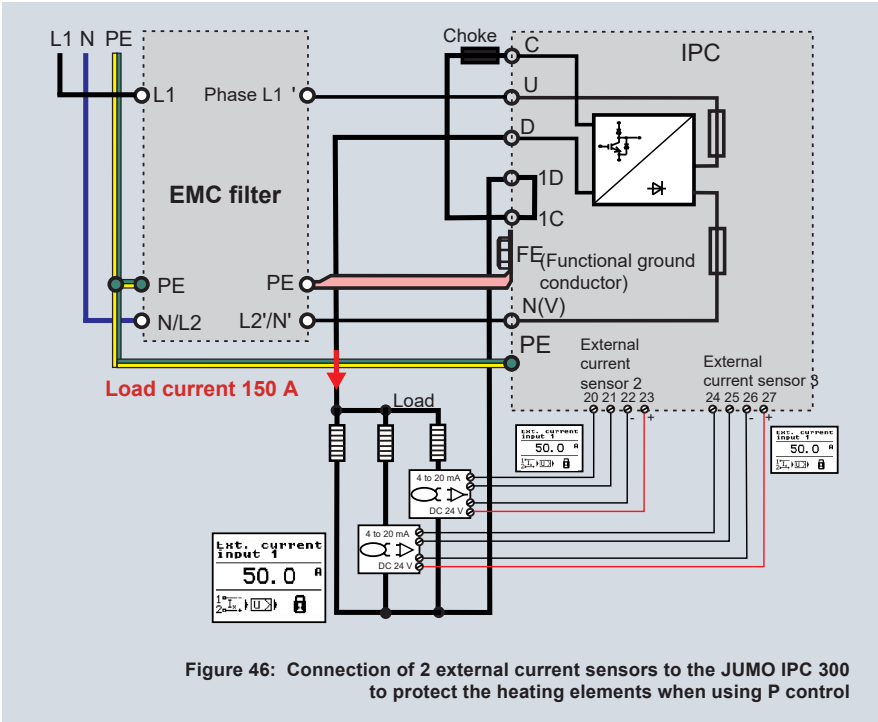 L1 N PE
Choke
C
IPC
L1
Phase L1 '
U
D
EMC filter
1D
1C
FE
(Functional ground
conductor)
PE
PE
N(V)
N/L2
L2'/N'
PE
External
current
sensor 2
External
current sensor 3
20 21 22 23
24 25 26 27
- +
- +
Load current 150 A
Load
Ext. current
input 1
50.0 A
Ext. current
input 1
50.0 A
4 to 20 mA
DC 24 V
4 to 20 mA
DC 24 V
Ext. current
input 1
50.0 A
Figure 46: Connection of 2 external current sensors to the JUMO IPC 300
to protect the heating elements when using P control